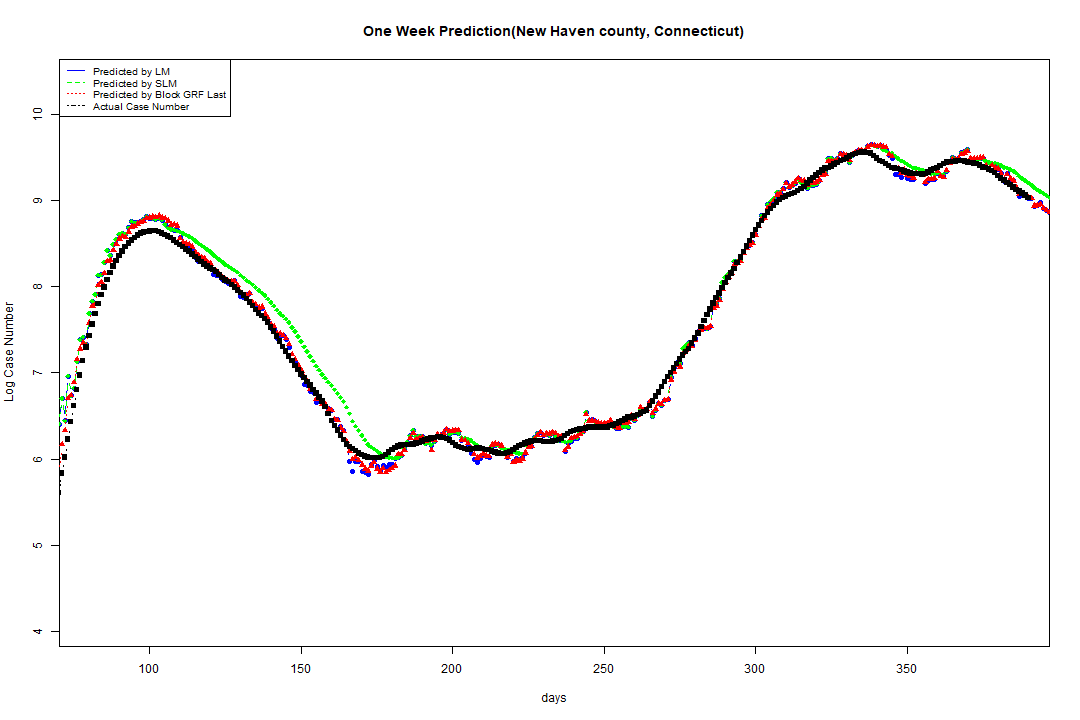 One Week Prediction(New Haven county, Connecticut)
Predicted by LM
Predicted by SLM
Predicted by Block GRF Last
Actual Case Number
Log Case Number
10
9
8
7
6
5
4
100 150 200 250 300 350
days